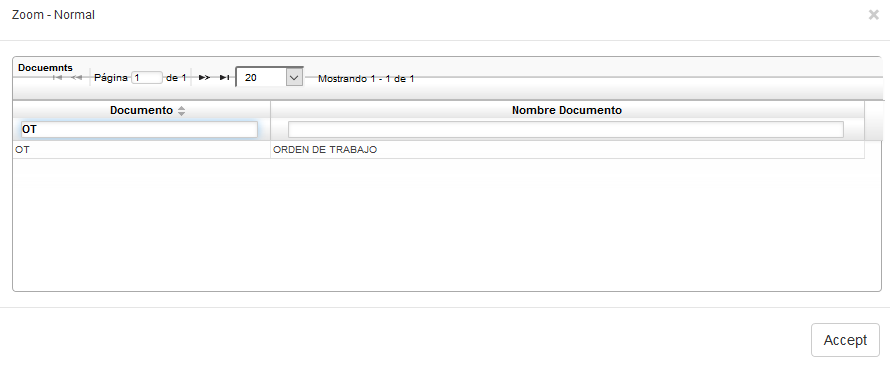 Zoom - Normal
Docuemnts
Página 1 de 1 20 Mostrando 1 - 1 de 1
Documento Nombre Documento
OT
OT ORDEN DE TRABAJO
Accept